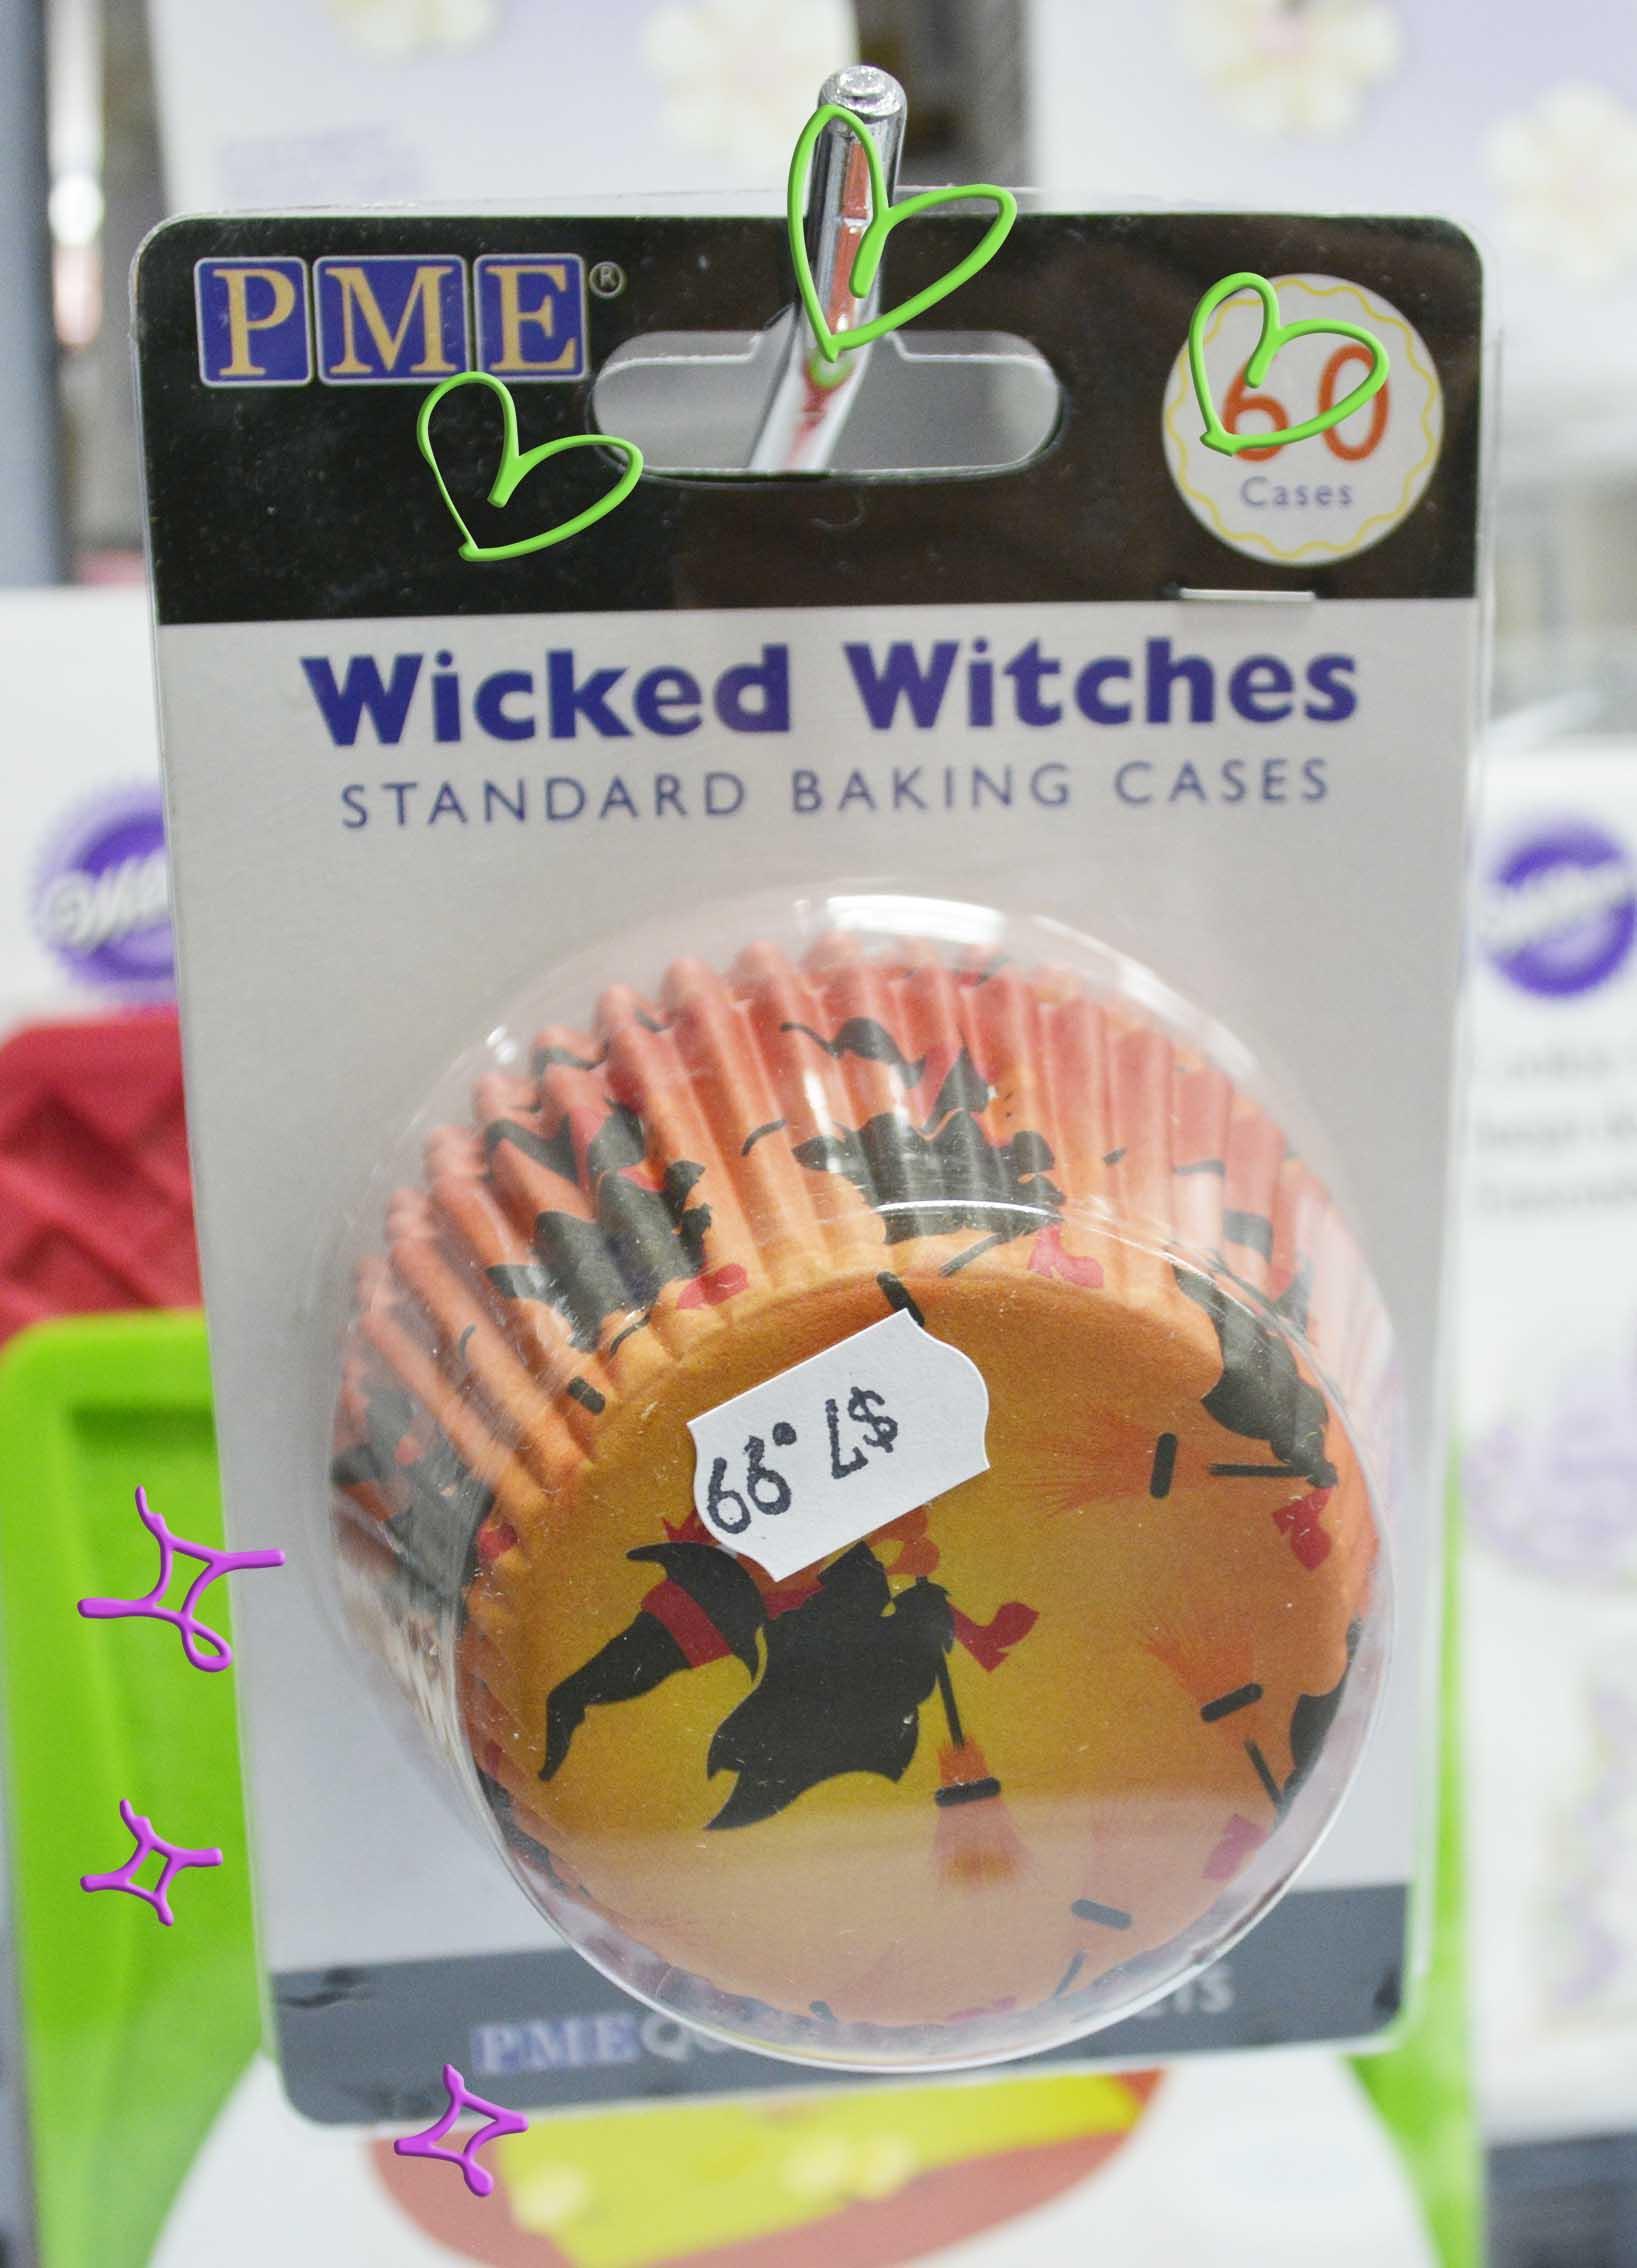 PME®
60
Cases
Wicked Witches
STANDARD BAKING CASES
$7.99
PME